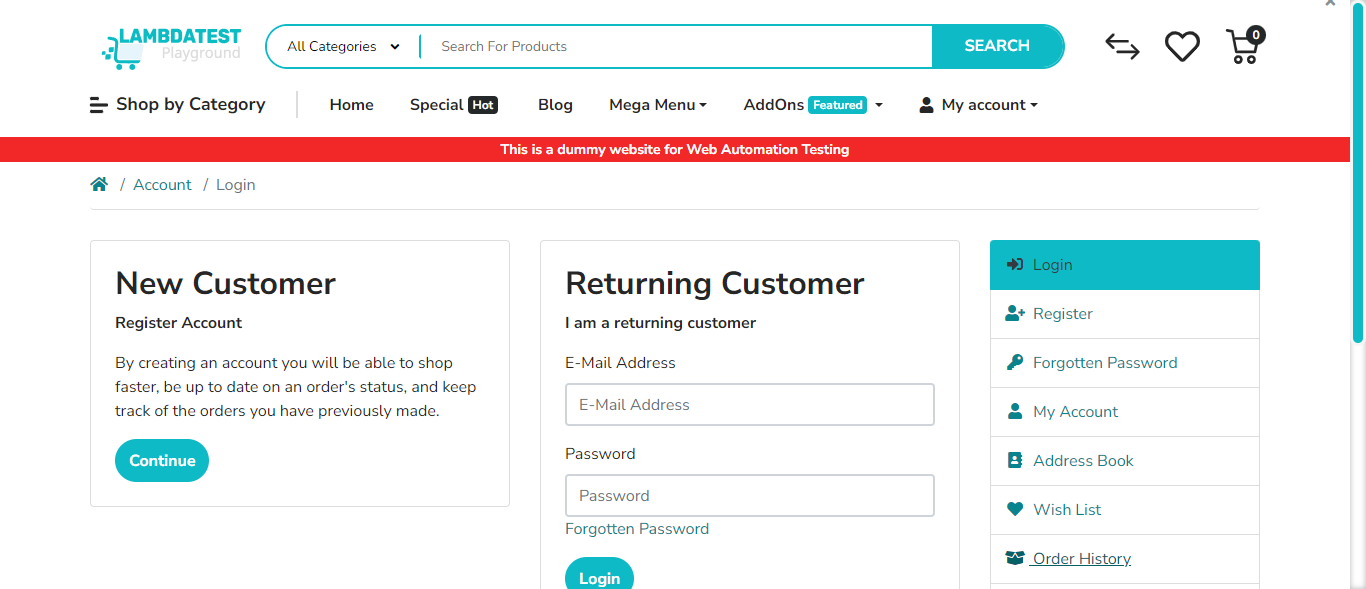 LAMBDATEST
Playground
All Categories
Search For Products
SEARCH
0
Shop by Category
Home
Special Hot
Blog
Mega Menu
AddOns Featured
My account
This is a dummy website for Web Automation Testing
/ Account / Login
New Customer
Register Account
By creating an account you will be able to shop
faster, be up to date on an order's status, and keep
track of the orders you have previously made.
Continue
Returning Customer
I am a returning customer
E-Mail Address
E-Mail Address
Password
Password
Forgotten Password
Login
Login
Register
Forgotten Password
My Account
Address Book
Wish List
Order History